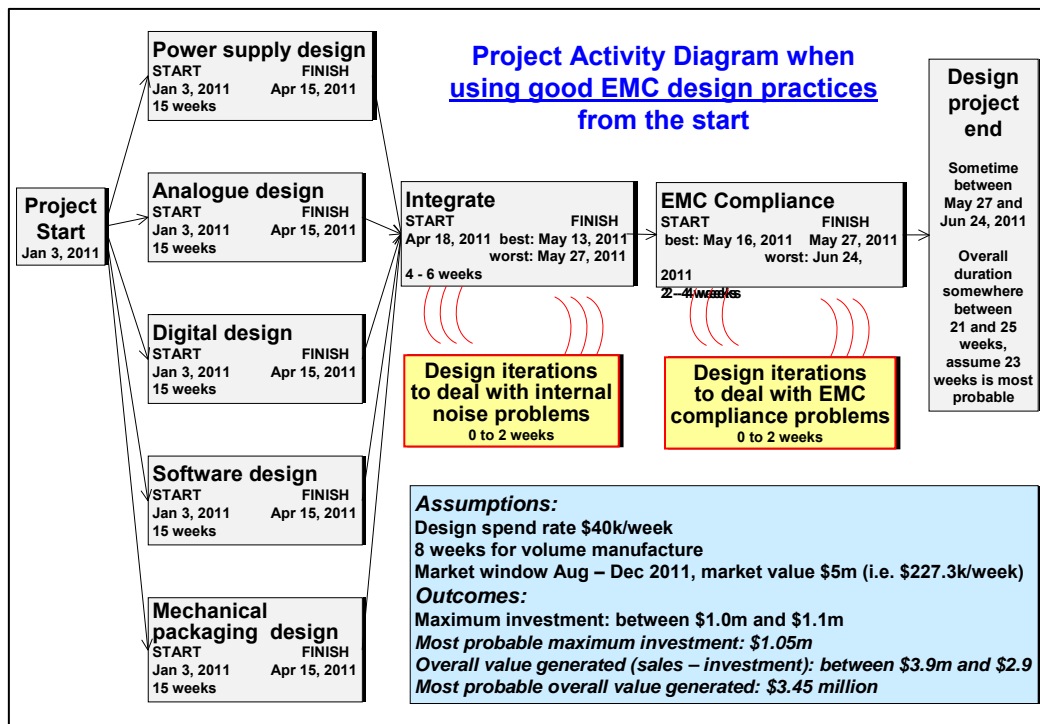 Project Activity Diagram when
using good EMC design practices
from the start
Project
Start
Jan 3, 2011
Power supply design
START FINISH
Jan 3, 2011 Apr 15, 2011
15 weeks
Analogue design
START FINISH
Jan 3, 2011 Apr 15, 2011
15 weeks
Digital design
START FINISH
Jan 3, 2011 Apr 15, 2011
15 weeks
Software design
START FINISH
Jan 3, 2011 Apr 15, 2011
15 weeks
Mechanical
packaging design
START FINISH
Jan 3, 2011 Apr 15, 2011
15 weeks
Integrate
START FINISH
Apr 18, 2011 best: May 13, 2011
worst: May 27, 2011
4 - 6 weeks
Design iterations
to deal with internal
noise problems
0 to 2 weeks
EMC Compliance
START FINISH
best: May 16, 2011 May 27, 2011
worst: Jun 24,
2011
2 - 4 weeks
Design iterations
to deal with EMC
compliance problems
0 to 2 weeks
Design
project
end
Sometime
between
May 27 and
Jun 24, 2011
Overall
duration
somewhere
between
21 and 25
weeks,
assume 23
weeks is most
probable
Assumptions:
Design spend rate $40k/week
8 weeks for volume manufacture
Market window Aug – Dec 2011, market value $5m (i.e. $227.3k/week)
Outcomes:
Maximum investment: between $1.0m and $1.1m
Most probable maximum investment: $1.05m
Overall value generated (sales – investment): between $3.9m and $2.9
Most probable overall value generated: $3.45 million